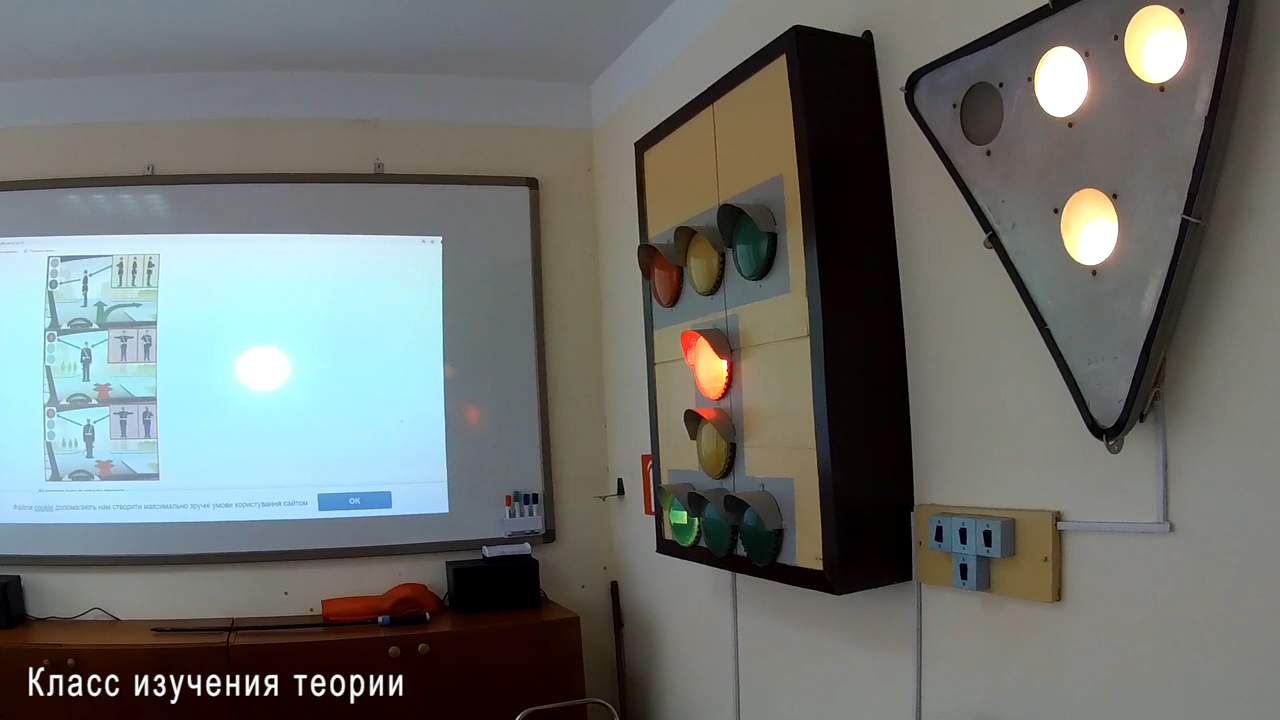 Файли cookie допомагають нам створити максимально зручні умови користування сайтом
OK
Класс изучения теории